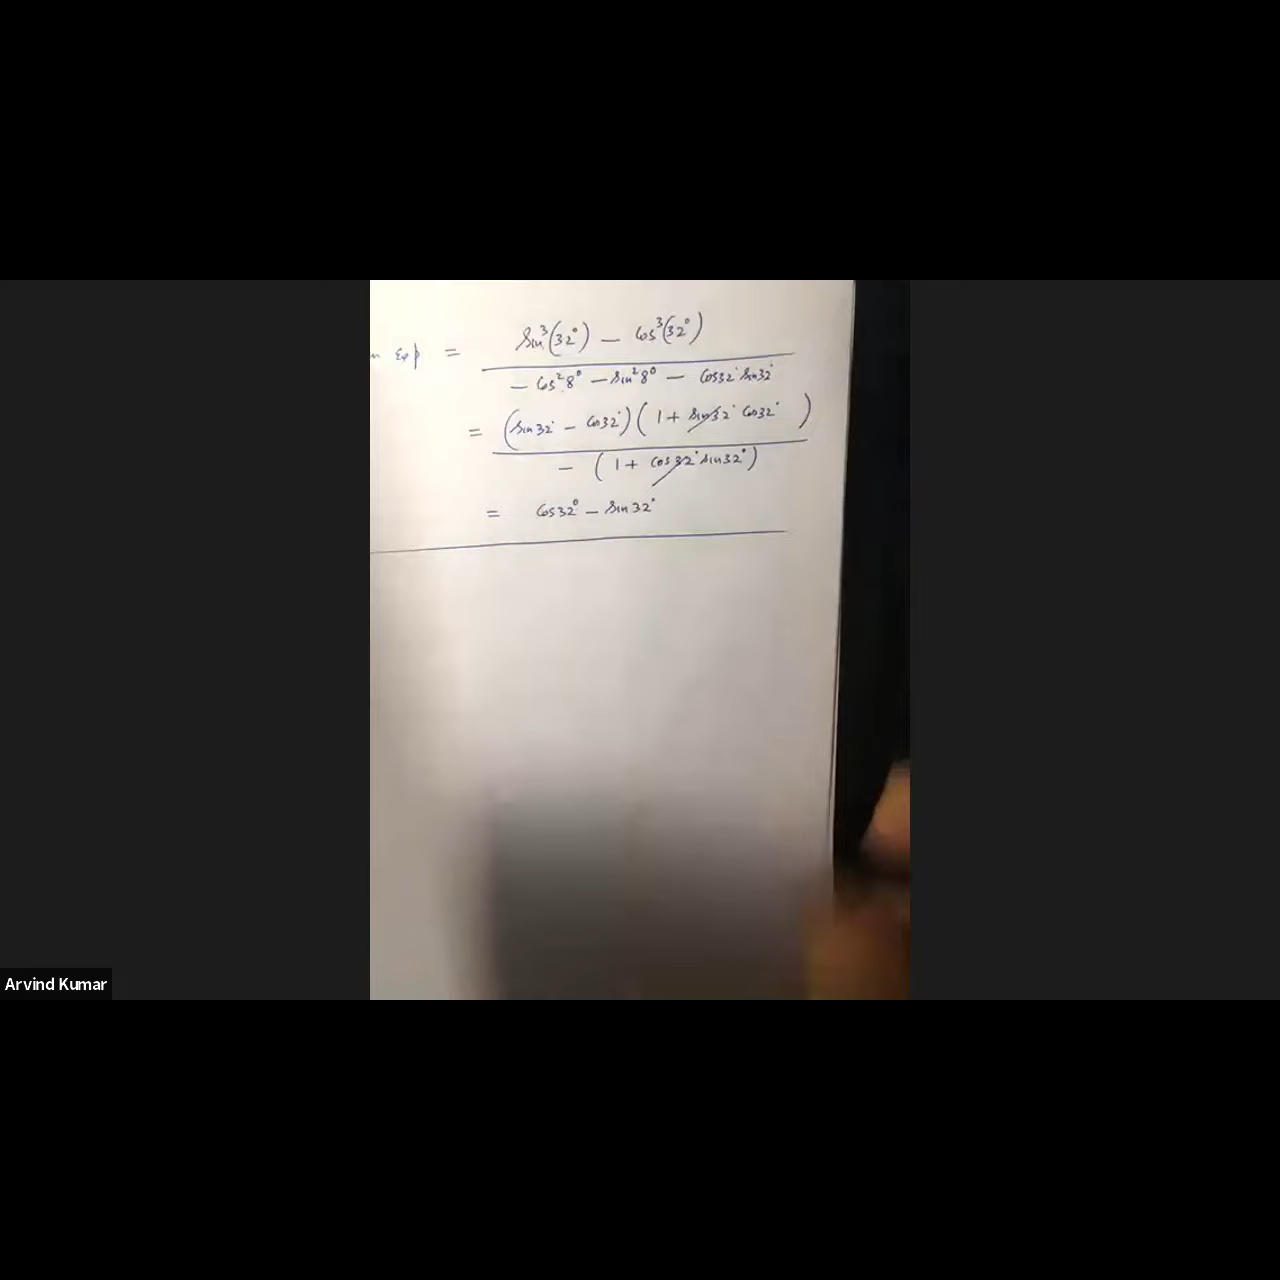 n Exp = sin³(32°) — cos³(32°)
— cos²8° — sin²8° — cos32° sin32°
= (sin32° — cos32°) (1 + sin32° cos32°)
— (1 + cos32° sin32°)
= cos32° — sin32°
Arvind Kumar